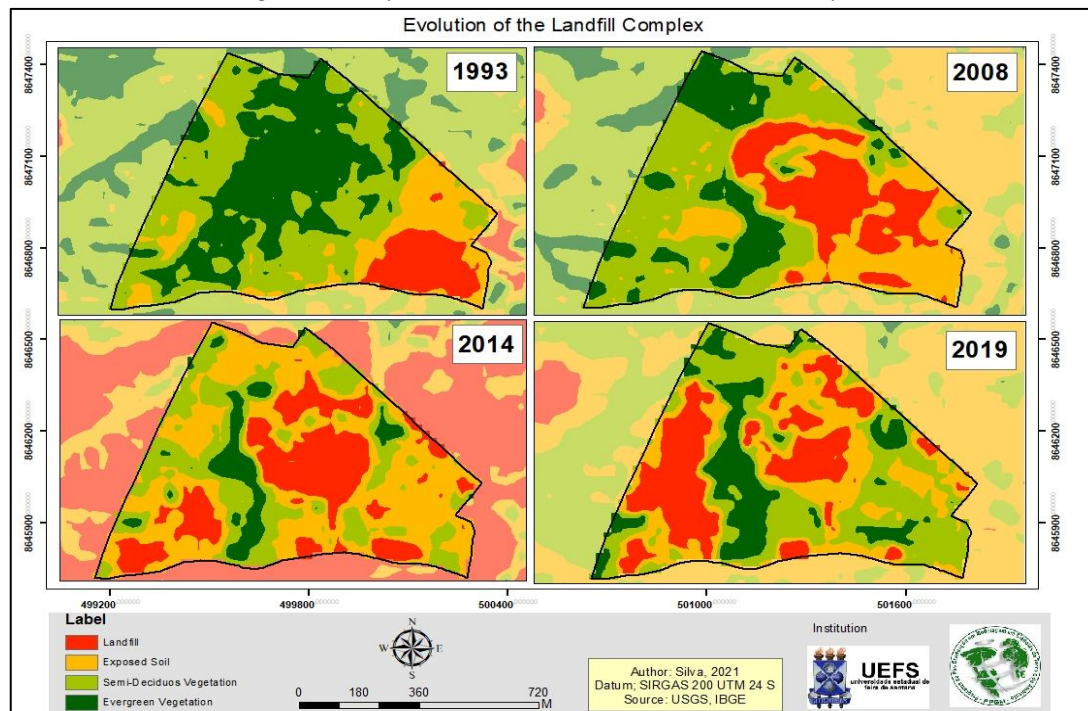 Evolution of the Landfill Complex
1993
2008
2014
2019
8647400
8647100
8646800
8646500
8646200
8645900
8647400
8647100
8646800
8646500
8646200
8645900
499200
499800
500400
501000
501600
Label
Landfill
Exposed Soil
Semi-Deciduos Vegetation
Evergreen Vegetation
N
W E
S
0 180 360 720
M
Author: Silva, 2021
Datum; SIRGAS 200 UTM 24 S
Source: USGS, IBGE
Institution
UEFS
universidade estadual de
feira de santana